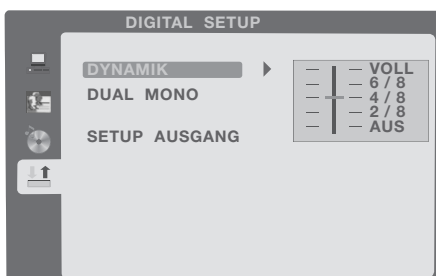 DIGITAL SETUP
DYNAMIK
DUAL MONO
SETUP AUSGANG
VOLL
6 / 8
4 / 8
2 / 8
AUS